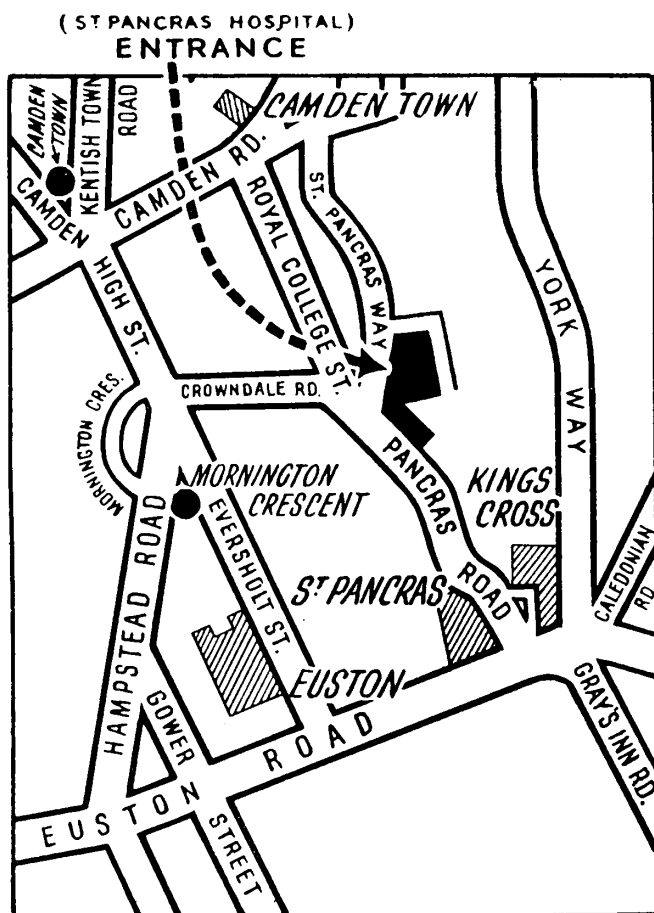 (ST PANCRAS HOSPITAL)
ENTRANCE
CAMDEN
TOWN
KENTISH TOWN
ROAD
CAMDEN TOWN
CAMDEN RD.
CAMDEN
HIGH ST.
ROYAL COLLEGE ST.
ST. PANCRAS WAY
YORK WAY
CROWNDALE RD.
MORNINGTON CRES.
MORNINGTON
CRESCENT
PANCRAS
ROAD
KINGS
CROSS
HAMPSTEAD ROAD
EVERSHOLT ST.
ST PANCRAS
CALEDONIAN
RD
EUSTON
GOWER
STREET
EUSTON
ROAD
GRAY'S INN RD.